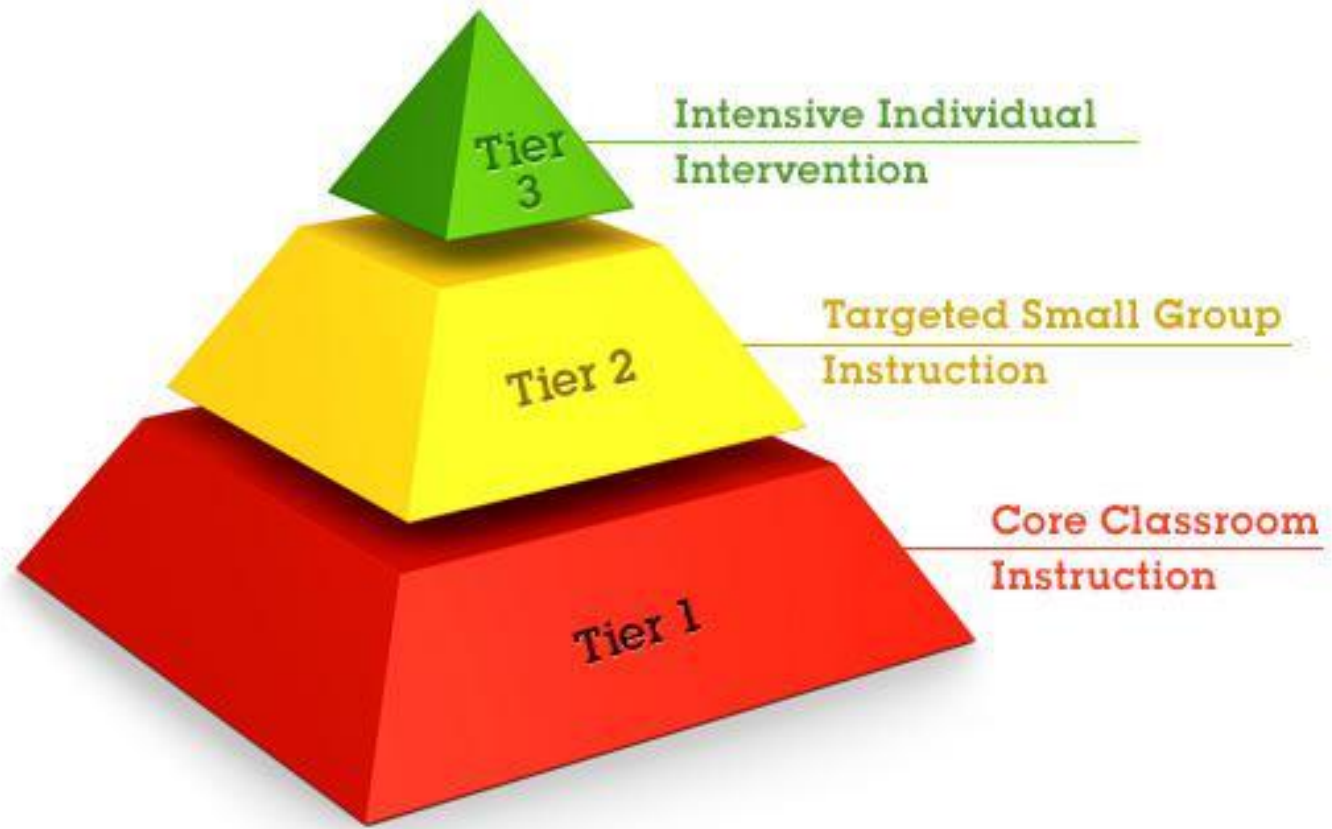 Tier
3
Intensive Individual
Intervention
Tier 2
Targeted Small Group
Instruction
Tier 1
Core Classroom
Instruction